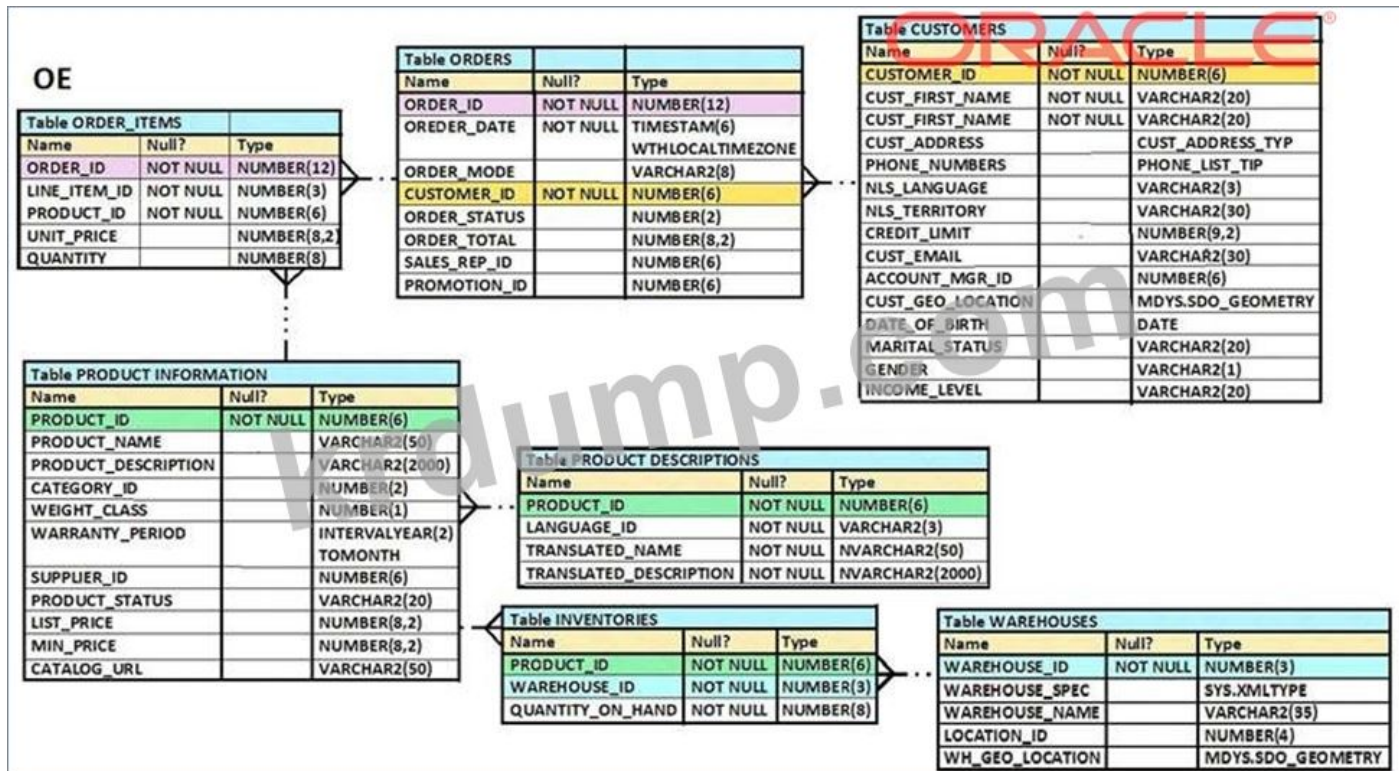 ORACLE®
OE
Table ORDER_ITEMS
Name Null? Type
ORDER_ID NOT NULL NUMBER(12)
LINE_ITEM_ID NOT NULL NUMBER(3)
PRODUCT_ID NOT NULL NUMBER(6)
UNIT_PRICE NUMBER(8,2)
QUANTITY NUMBER(8)
Table ORDERS
Name Null? Type
ORDER_ID NOT NULL NUMBER(12)
OREDER_DATE NOT NULL TIMESTAM(6)
WTHLOCALTIMEZONE
ORDER_MODE VARCHAR2(8)
CUSTOMER_ID NOT NULL NUMBER(6)
ORDER_STATUS NUMBER(2)
ORDER_TOTAL NUMBER(8,2)
SALES_REP_ID NUMBER(6)
PROMOTION_ID NUMBER(6)
Table CUSTOMERS
Name Null? Type
CUSTOMER_ID NOT NULL NUMBER(6)
CUST_FIRST_NAME NOT NULL VARCHAR2(20)
CUST_FIRST_NAME NOT NULL VARCHAR2(20)
CUST_ADDRESS CUST_ADDRESS_TYP
PHONE_NUMBERS PHONE_LIST_TIP
NLS_LANGUAGE VARCHAR2(3)
NLS_TERRITORY VARCHAR2(30)
CREDIT_LIMIT NUMBER(9,2)
CUST_EMAIL VARCHAR2(30)
ACCOUNT_MGR_ID NUMBER(6)
CUST_GEO_LOCATION MDYS.SDO_GEOMETRY
DATE_OF_BIRTH DATE
MARITAL_STATUS VARCHAR2(20)
GENDER VARCHAR2(1)
INCOME_LEVEL VARCHAR2(20)
Table PRODUCT INFORMATION
Name Null? Type
PRODUCT_ID NOT NULL NUMBER(6)
PRODUCT_NAME VARCHAR2(50)
PRODUCT_DESCRIPTION VARCHAR2(2000)
CATEGORY_ID NUMBER(2)
WEIGHT_CLASS NUMBER(1)
WARRANTY_PERIOD INTERVALYEAR(2)
TOMONTH
SUPPLIER_ID NUMBER(6)
PRODUCT_STATUS VARCHAR2(20)
LIST_PRICE NUMBER(8,2)
MIN_PRICE NUMBER(8,2)
CATALOG_URL VARCHAR2(50)
Table PRODUCT DESCRIPTIONS
Name Null? Type
PRODUCT_ID NOT NULL NUMBER(6)
LANGUAGE_ID NOT NULL VARCHAR2(3)
TRANSLATED_NAME NOT NULL NVARCHAR2(50)
TRANSLATED_DESCRIPTION NOT NULL NVARCHAR2(2000)
Table INVENTORIES
Name Null? Type
PRODUCT_ID NOT NULL NUMBER(6)
WAREHOUSE_ID NOT NULL NUMBER(3)
QUANTITY_ON_HAND NOT NULL NUMBER(8)
Table WAREHOUSES
Name Null? Type
WAREHOUSE_ID NOT NULL NUMBER(3)
WAREHOUSE_SPEC SYS.XMLTYPE
WAREHOUSE_NAME VARCHAR2(35)
LOCATION_ID NUMBER(4)
WH_GEO_LOCATION MDYS.SDO_GEOMETRY
krdump.com